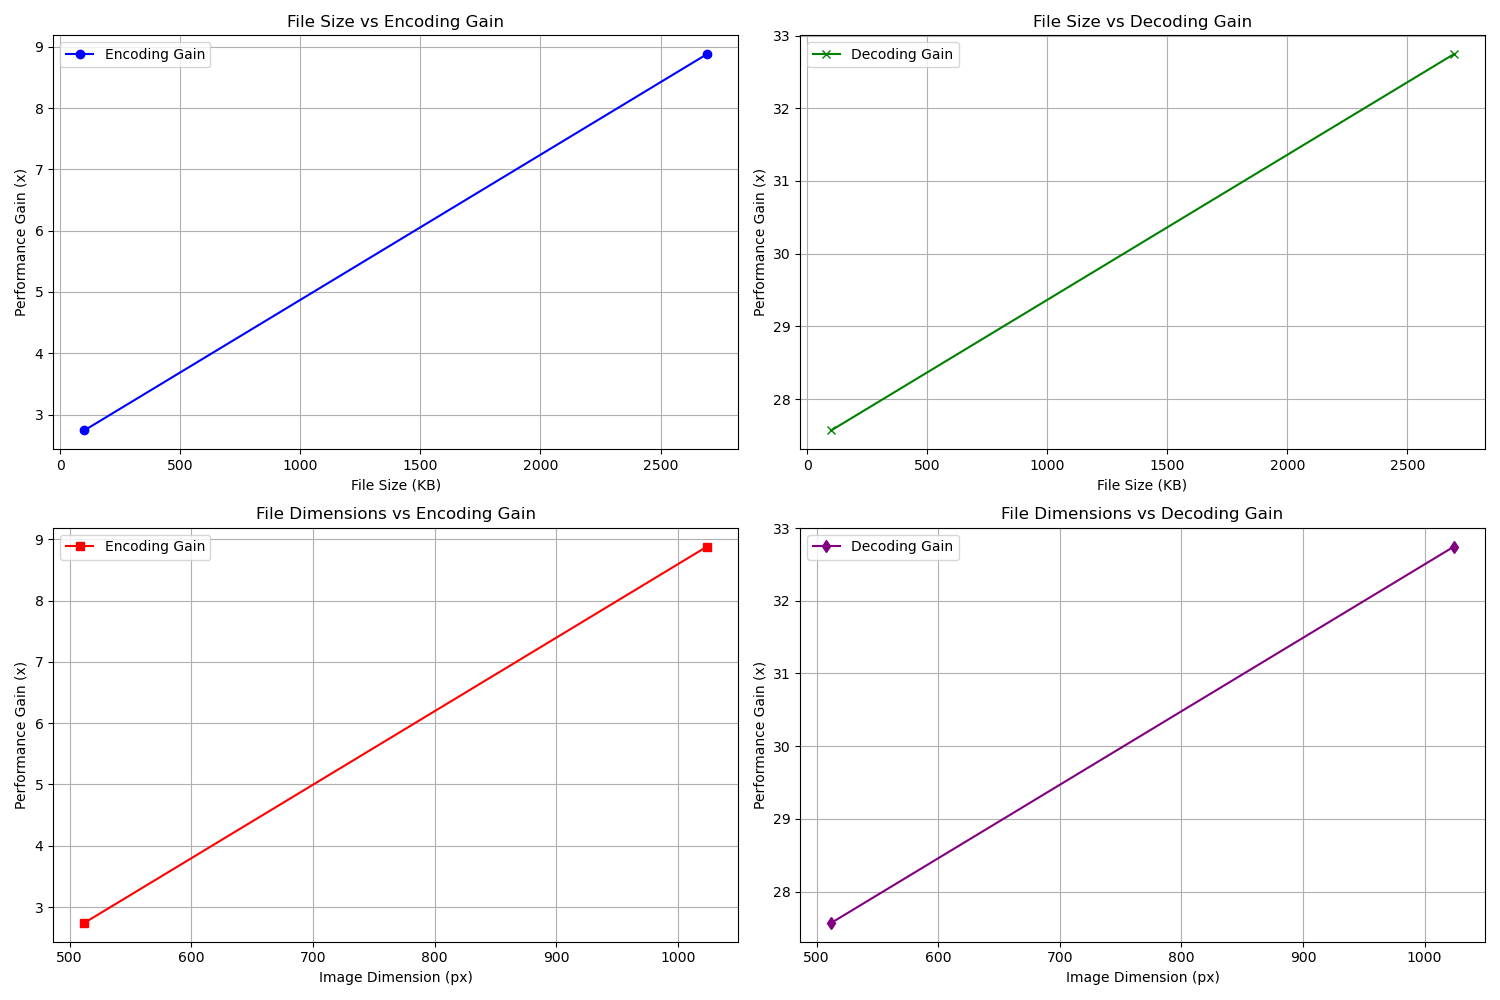 File Size vs Encoding Gain
Encoding Gain
Performance Gain (x)
9
8
7
6
5
4
3
0 500 1000 1500 2000 2500
File Size (KB)
File Size vs Decoding Gain
Decoding Gain
Performance Gain (x)
33
32
31
30
29
28
0 500 1000 1500 2000 2500
File Size (KB)
File Dimensions vs Encoding Gain
Encoding Gain
Performance Gain (x)
9
8
7
6
5
4
3
500 600 700 800 900 1000
Image Dimension (px)
File Dimensions vs Decoding Gain
Decoding Gain
Performance Gain (x)
33
32
31
30
29
28
500 600 700 800 900 1000
Image Dimension (px)